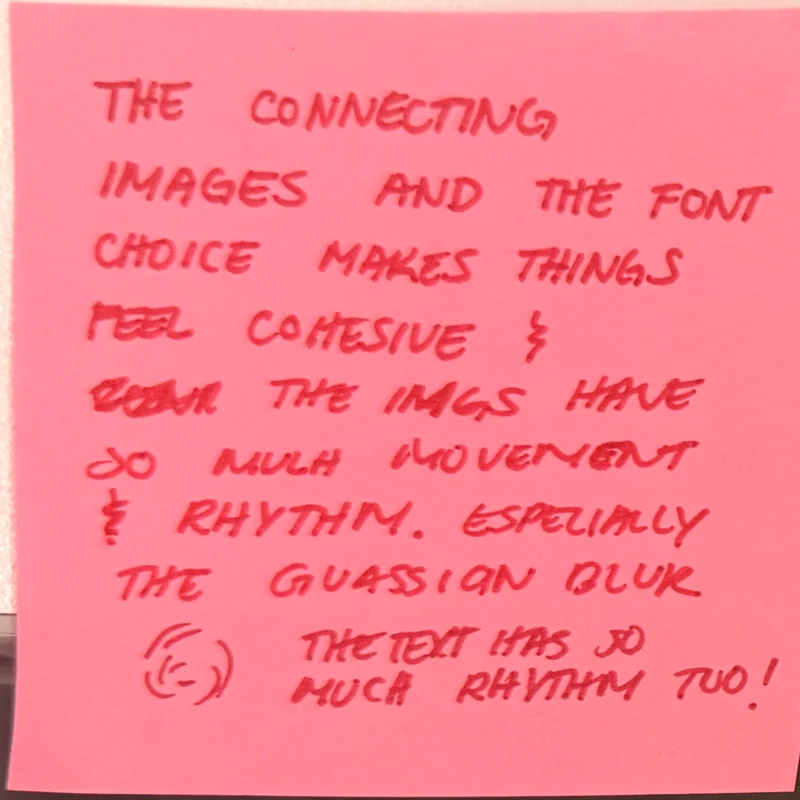 THE CONNECTING
IMAGES AND THE FONT
CHOICE MAKES THINGS
FEEL COHESIVE &
THE IMGS HAVE
SO MUCH MOVEMENT
& RHYTHM. ESPECIALLY
THE GUASSIAN BLUR
THE TEXT HAS SO
MUCH RHYTHM TOO!